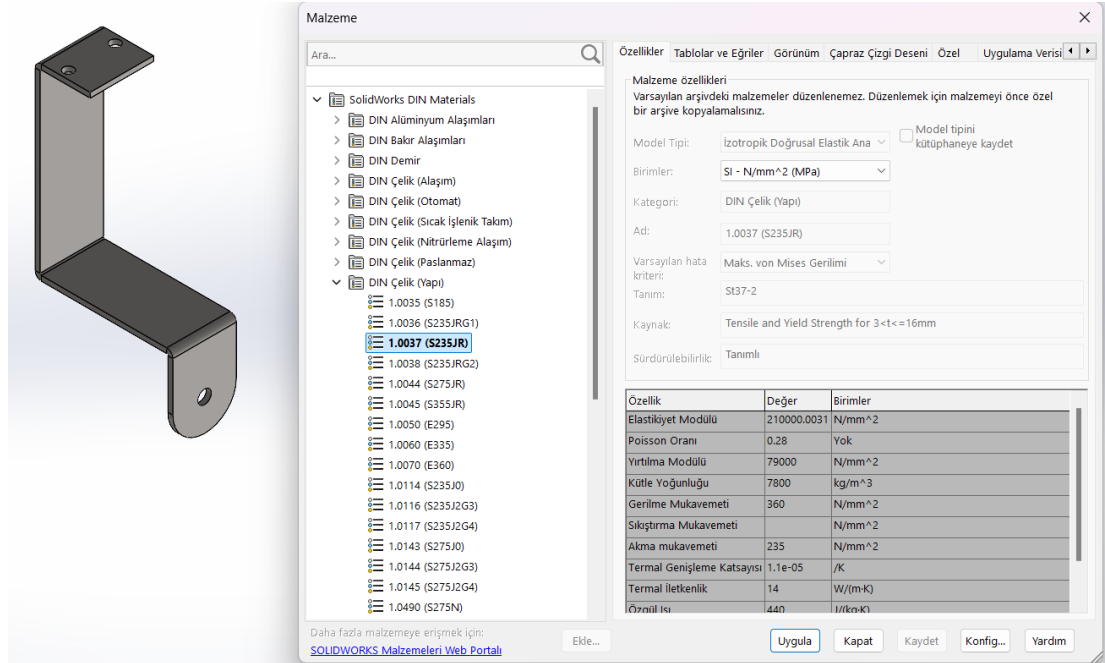 Malzeme
Ara...
SolidWorks DIN Materials
DIN Alüminyum Alaşımları
DIN Bakır Alaşımları
DIN Demir
DIN Çelik (Alaşım)
DIN Çelik (Otomat)
DIN Çelik (Sıcak İşlenik Takım)
DIN Çelik (Nitrürleme Alaşım)
DIN Çelik (Paslanmaz)
DIN Çelik (Yapı)
1.0035 (S185)
1.0036 (S235JRG1)
1.0037 (S235JR)
1.0038 (S235JRG2)
1.0044 (S275JR)
1.0045 (S355JR)
1.0050 (E295)
1.0060 (E335)
1.0070 (E360)
1.0114 (S235J0)
1.0116 (S235J2G3)
1.0117 (S235J2G4)
1.0143 (S275J0)
1.0144 (S275J2G3)
1.0145 (S275J2G4)
1.0490 (S275N)
Daha fazla malzemeye erişmek için:
SOLIDWORKS Malzemeleri Web Portalı
Ekle...
Özellikler Tablolar ve Eğriler Görünüm Çapraz Çizgi Deseni Özel Uygulama Verisi
Malzeme özellikleri
Varsayılan arşivdeki malzemeler düzenlenemez. Düzenlemek için malzemeyi önce özel
bir arşive kopyalamalısınız.
Model Tipi: İzotropik Doğrusal Elastik Ana
Model tipini
kütüphaneye kaydet
Birimler: SI - N/mm^2 (MPa)
Kategori: DIN Çelik (Yapı)
Ad: 1.0037 (S235JR)
Varsayılan hata
kriteri: Maks. von Mises Gerilimi
Tanım: St37-2
Kaynak: Tensile and Yield Strength for 3<t<=16mm
Sürdürülebilirlik: Tanımlı
Özellik Değer Birimler
Elastikiyet Modülü 210000.0031 N/mm^2
Poisson Oranı 0.28 Yok
Yırtılma Modülü 79000 N/mm^2
Kütle Yoğunluğu 7800 kg/m^3
Gerilme Mukavemeti 360 N/mm^2
Sıkıştırma Mukavemeti N/mm^2
Akma mukavemeti 235 N/mm^2
Termal Genişleme Katsayısı 1.1e-05 /K
Termal İletkenlik 14 W/(m·K)
Özgül Isı 440 J/(kg·K)
Uygula Kapat Kaydet Konfig... Yardım